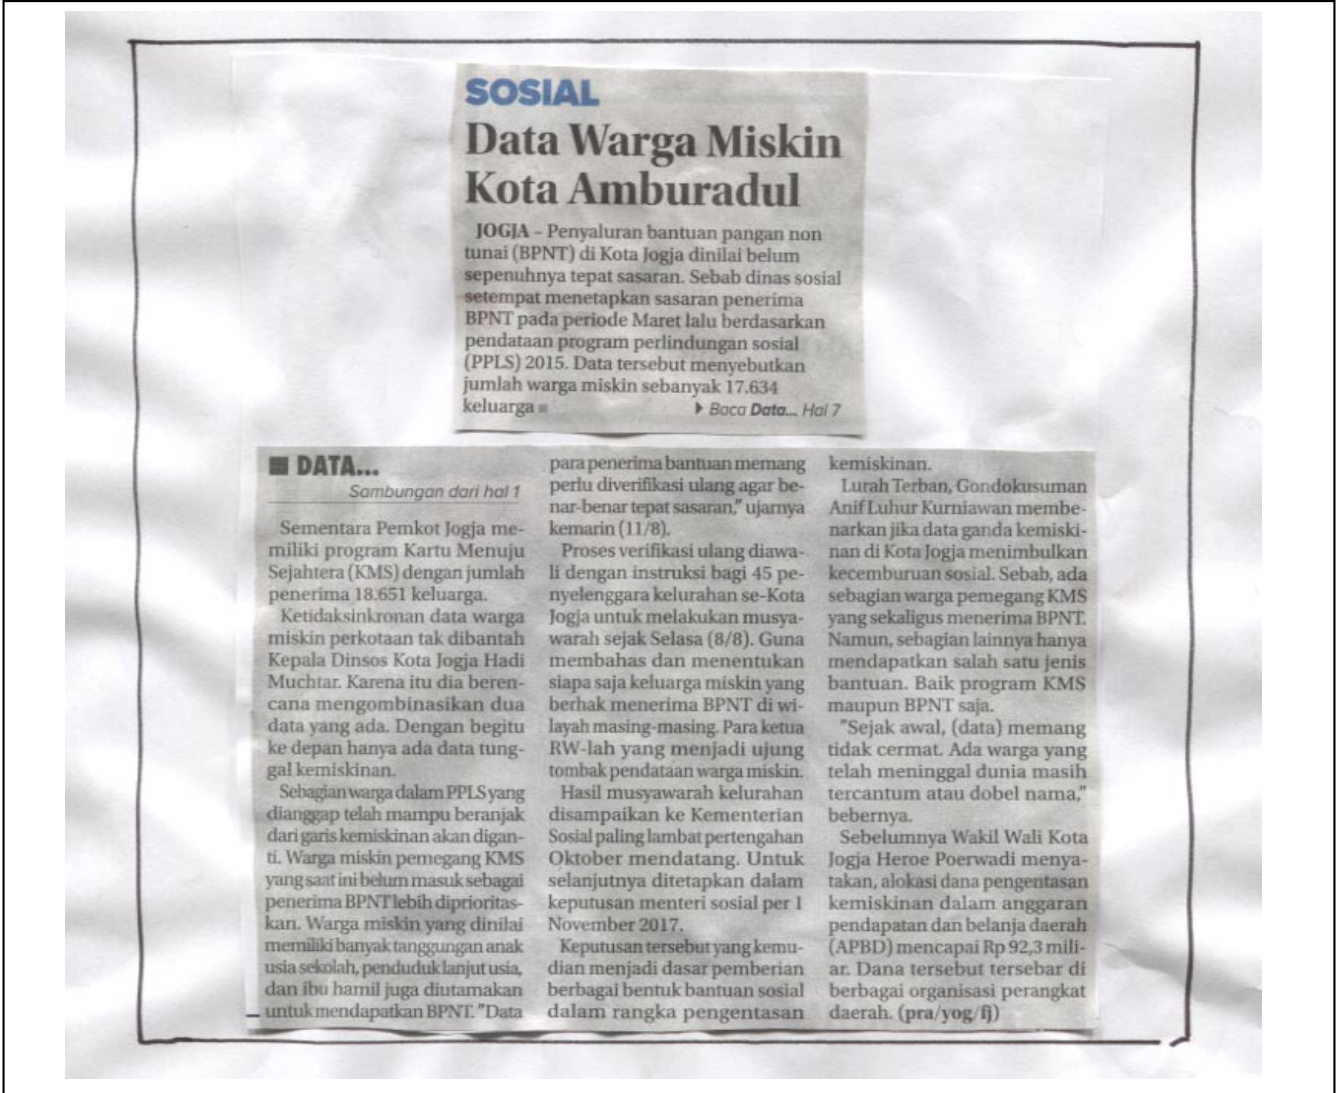 SOSIAL
Data Warga Miskin
Kota Amburadul
JOGJA – Penyaluran bantuan pangan non
tunai (BPNT) di Kota Jogja dinilai belum
sepenuhnya tepat sasaran. Sebab dinas sosial
setempat menetapkan sasaran penerima
BPNT pada periode Maret lalu berdasarkan
pendataan program perlindungan sosial
(PPLS) 2015. Data tersebut menyebutkan
jumlah warga miskin sebanyak 17.634
keluarga ■
▶ Baca Data... Hal 7
■ DATA...
Sambungan dari hal 1
Sementara Pemkot Jogja me-
miliki program Kartu Menuju
Sejahtera (KMS) dengan jumlah
penerima 18.651 keluarga.
Ketidaksinkronan data warga
miskin perkotaan tak dibantah
Kepala Dinsos Kota Jogja Hadi
Muchtar. Karena itu dia beren-
cana mengombinasikan dua
data yang ada. Dengan begitu
ke depan hanya ada data tung-
gal kemiskinan.
Sebagian warga dalam PPLS yang
dianggap telah mampu beranjak
dari garis kemiskinan akan digan-
ti. Warga miskin pemegang KMS
yang saat ini belum masuk sebagai
penerima BPNT lebih dipriori­tas-
kan. Warga miskin yang dinilai
memiliki banyak tanggungan anak
usia sekolah, penduduk lanjut usia,
dan ibu hamil juga diutamakan
untuk mendapatkan BPNT. "Data
para penerima bantuan memang
perlu diverifikasi ulang agar be-
nar-benar tepat sasaran," ujarnya
kemarin (11/8).
Proses verifikasi ulang diawa-
li dengan instruksi bagi 45 pe-
nyelenggara kelurahan se-Kota
Jogja untuk melakukan musya-
warah sejak Selasa (8/8). Guna
membahas dan menentukan
siapa saja keluarga miskin yang
berhak menerima BPNT di wi-
layah masing-masing. Para ketua
RW-lah yang menjadi ujung
tombak pendataan warga miskin.
Hasil musyawarah kelurahan
disampaikan ke Kementerian
Sosial paling lambat pertengahan
Oktober mendatang. Untuk
selanjutnya ditetapkan dalam
keputusan menteri sosial per 1
November 2017.
Keputusan tersebut yang kemu-
dian menjadi dasar pemberian
berbagai bentuk bantuan sosial
dalam rangka pengentasan
kemiskinan.
Lurah Terban, Gondokusuman
Anif Luhur Kurniawan membe-
narkan jika data ganda kemiski-
nan di Kota Jogja menimbulkan
kecemburuan sosial. Sebab, ada
sebagian warga pemegang KMS
yang sekaligus menerima BPNT.
Namun, sebagian lainnya hanya
mendapatkan salah satu jenis
bantuan. Baik program KMS
maupun BPNT saja.
"Sejak awal, (data) memang
tidak cermat. Ada warga yang
telah meninggal dunia masih
tercantum atau dobel nama,"
bebernya.
Sebelumnya Wakil Wali Kota
Jogja Heroe Poerwadi menya-
takan, alokasi dana pengentasan
kemiskinan dalam anggaran
pendapatan dan belanja daerah
(APBD) mencapai Rp 92,3 mili-
ar. Dana tersebut tersebar di
berbagai organisasi perangkat
daerah. (pra/yog/fj)